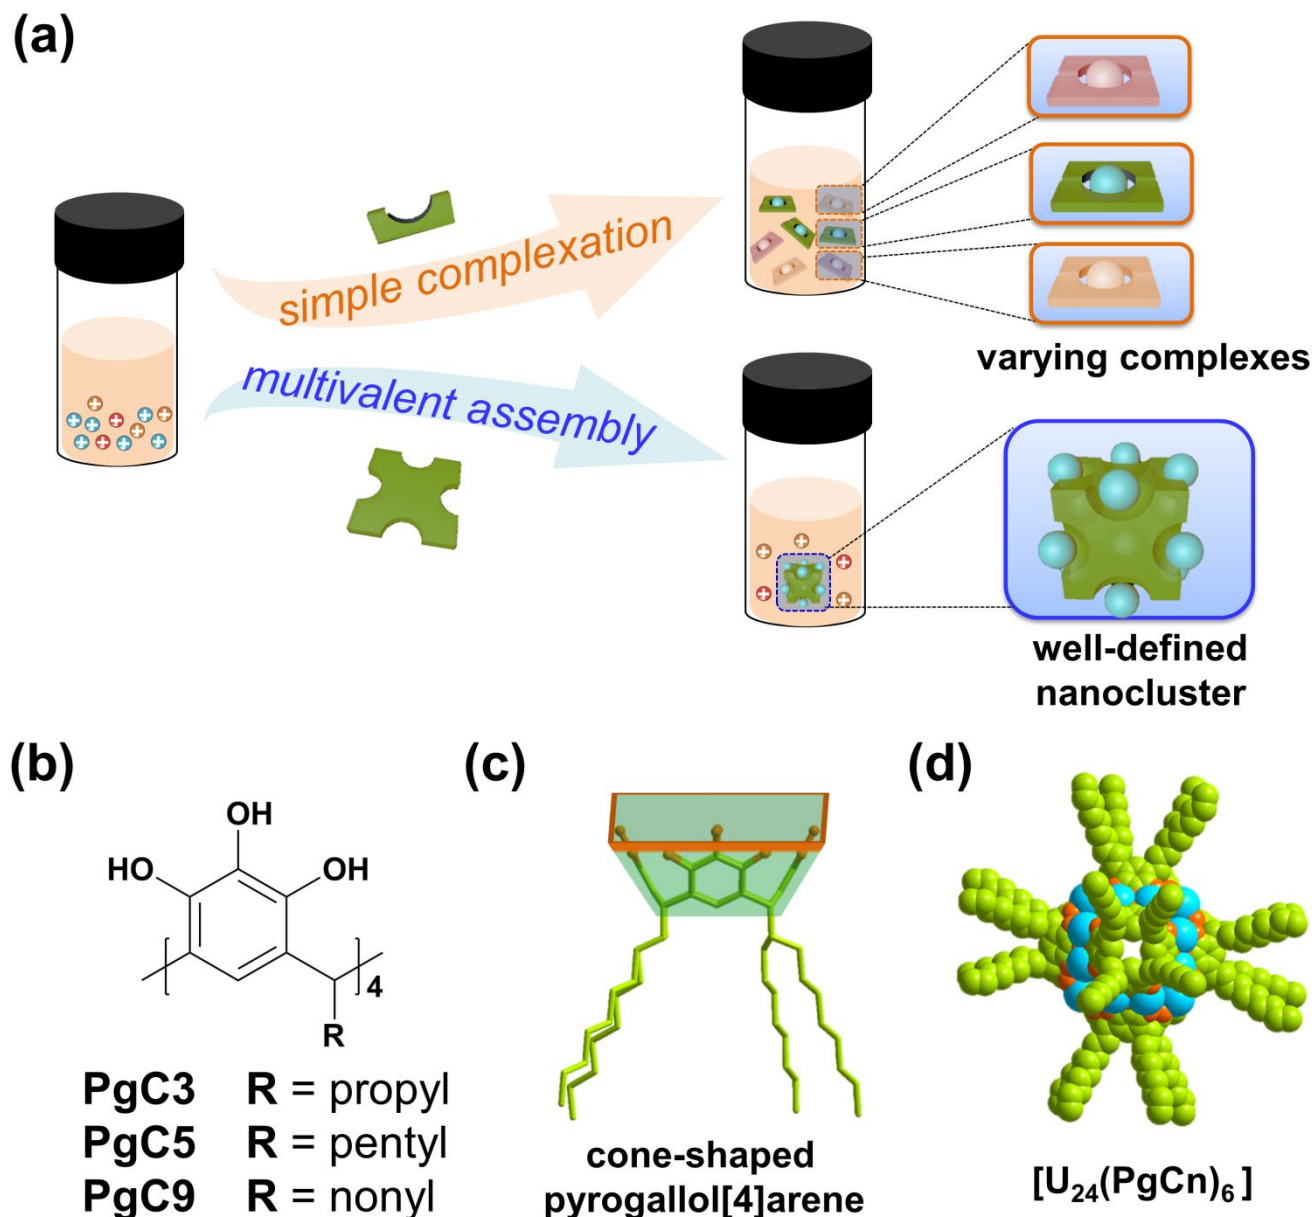 (a)
simple complexation
multivalent assembly
varying complexes
well-defined
nanocluster
(b)
OH
HO
OH
4
R
PgC3 R = propyl
PgC5 R = pentyl
PgC9 R = nonyl
(c)
cone-shaped
pyrogallol[4]arene
(d)
[U24(PgCn)6]